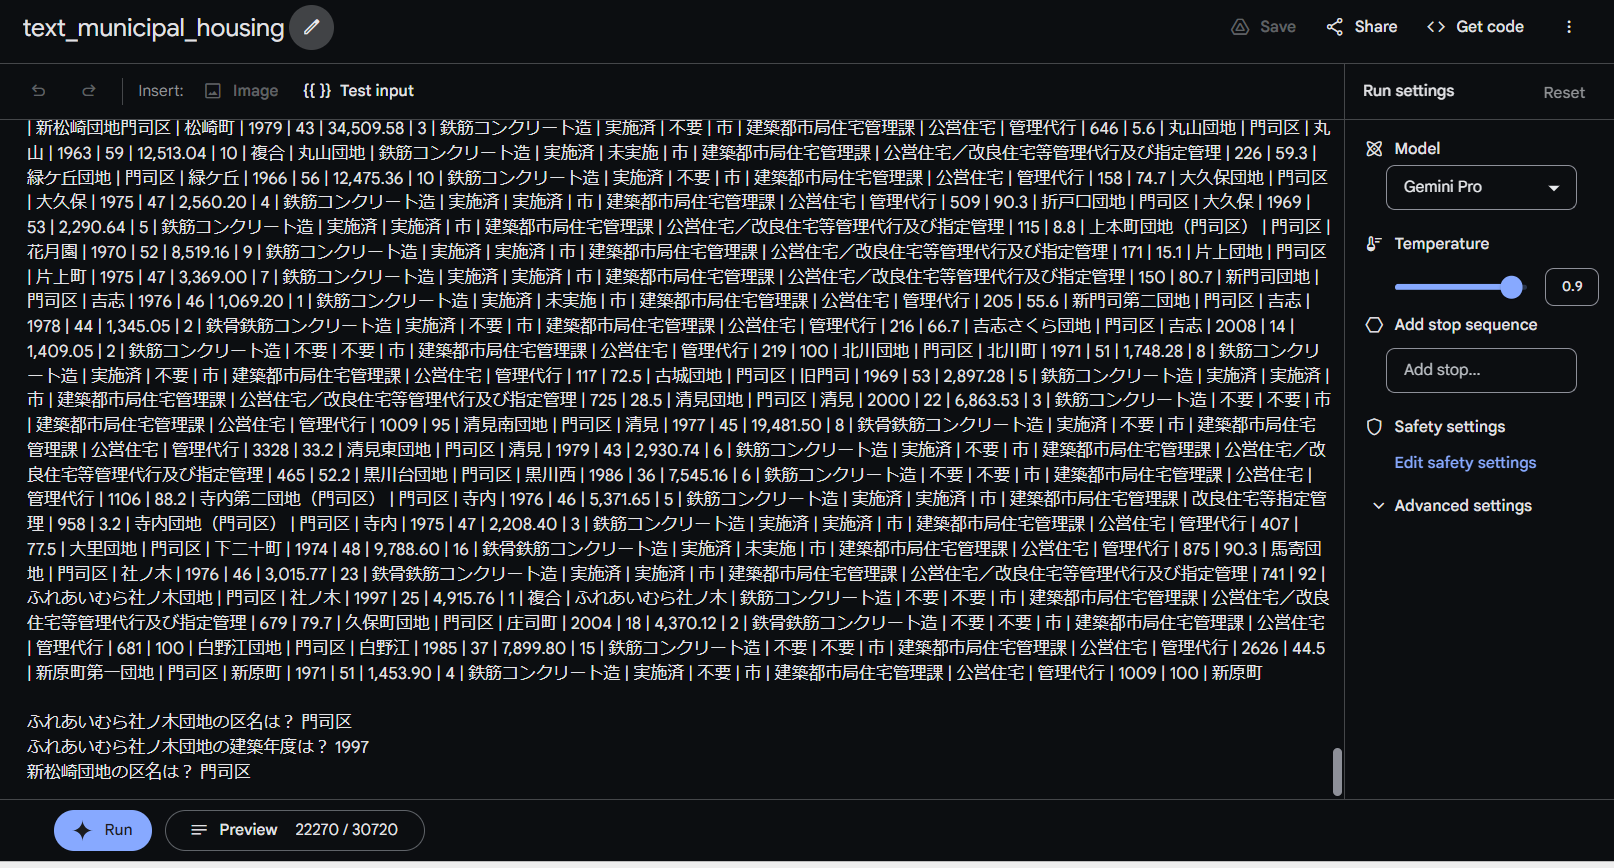 text_municipal_housing
Save
Share
Get code
Insert:
Image
{{ }} Test input
Run settings
Reset
| 新松崎団地門司区 | 松崎町 | 1979 | 43 | 34,509.58 | 3 | 鉄筋コンクリート造 | 実施済 | 不要 | 市 | 建築都市局住宅管理課 | 公営住宅 | 管理代行 | 646 | 5.6 | 丸山団地 | 門司区 | 丸
山 | 1963 | 59 | 12,513.04 | 10 | 複合 | 丸山団地 | 鉄筋コンクリート造 | 実施済 | 未実施 | 市 | 建築都市局住宅管理課 | 公営住宅／改良住宅等管理代行及び指定管理 | 226 | 59.3 |
緑ケ丘団地 | 門司区 | 緑ケ丘 | 1966 | 56 | 12,475.36 | 10 | 鉄筋コンクリート造 | 実施済 | 不要 | 市 | 建築都市局住宅管理課 | 公営住宅 | 管理代行 | 158 | 74.7 | 大久保団地 | 門司区
| 大久保 | 1975 | 47 | 2,560.20 | 4 | 鉄筋コンクリート造 | 実施済 | 実施済 | 市 | 建築都市局住宅管理課 | 公営住宅 | 管理代行 | 509 | 90.3 | 折戸口団地 | 門司区 | 大久保 | 1969 |
53 | 2,290.64 | 5 | 鉄筋コンクリート造 | 実施済 | 実施済 | 市 | 建築都市局住宅管理課 | 公営住宅／改良住宅等管理代行及び指定管理 | 115 | 8.8 | 上本町団地（門司区） | 門司区 |
花月園 | 1970 | 52 | 8,519.16 | 9 | 鉄筋コンクリート造 | 実施済 | 実施済 | 市 | 建築都市局住宅管理課 | 公営住宅／改良住宅等管理代行及び指定管理 | 171 | 15.1 | 片上団地 | 門司区
| 片上町 | 1975 | 47 | 3,369.00 | 7 | 鉄筋コンクリート造 | 実施済 | 実施済 | 市 | 建築都市局住宅管理課 | 公営住宅／改良住宅等管理代行及び指定管理 | 150 | 80.7 | 新門司団地 |
門司区 | 吉志 | 1976 | 46 | 1,069.20 | 1 | 鉄筋コンクリート造 | 実施済 | 未実施 | 市 | 建築都市局住宅管理課 | 公営住宅 | 管理代行 | 205 | 55.6 | 新門司第二団地 | 門司区 | 吉志 |
1978 | 44 | 1,345.05 | 2 | 鉄骨鉄筋コンクリート造 | 実施済 | 不要 | 市 | 建築都市局住宅管理課 | 公営住宅 | 管理代行 | 216 | 66.7 | 吉志さくら団地 | 門司区 | 吉志 | 2008 | 14 |
1,409.05 | 2 | 鉄筋コンクリート造 | 不要 | 不要 | 市 | 建築都市局住宅管理課 | 公営住宅 | 管理代行 | 219 | 100 | 北川団地 | 門司区 | 北川町 | 1971 | 51 | 1,748.28 | 8 | 鉄筋コンクリ
ート造 | 実施済 | 不要 | 市 | 建築都市局住宅管理課 | 公営住宅 | 管理代行 | 117 | 72.5 | 古城団地 | 門司区 | 旧門司 | 1969 | 53 | 2,897.28 | 5 | 鉄筋コンクリート造 | 実施済 | 実施済 |
市 | 建築都市局住宅管理課 | 公営住宅／改良住宅等管理代行及び指定管理 | 725 | 28.5 | 清見団地 | 門司区 | 清見 | 2000 | 22 | 6,863.53 | 3 | 鉄筋コンクリート造 | 不要 | 不要 | 市
| 建築都市局住宅管理課 | 公営住宅 | 管理代行 | 1009 | 95 | 清見南団地 | 門司区 | 清見 | 1977 | 45 | 19,481.50 | 8 | 鉄骨鉄筋コンクリート造 | 実施済 | 不要 | 市 | 建築都市局住宅
管理課 | 公営住宅 | 管理代行 | 3328 | 33.2 | 清見東団地 | 門司区 | 清見 | 1979 | 43 | 2,930.74 | 6 | 鉄筋コンクリート造 | 実施済 | 不要 | 市 | 建築都市局住宅管理課 | 公営住宅／改
良住宅等管理代行及び指定管理 | 465 | 52.2 | 黒川台団地 | 門司区 | 黒川西 | 1986 | 36 | 7,545.16 | 6 | 鉄筋コンクリート造 | 不要 | 不要 | 市 | 建築都市局住宅管理課 | 公営住宅 |
管理代行 | 1106 | 88.2 | 寺内第二団地（門司区） | 門司区 | 寺内 | 1976 | 46 | 5,371.65 | 5 | 鉄筋コンクリート造 | 実施済 | 実施済 | 市 | 建築都市局住宅管理課 | 改良住宅等指定管
理 | 958 | 3.2 | 寺内団地（門司区） | 門司区 | 寺内 | 1975 | 47 | 2,208.40 | 3 | 鉄筋コンクリート造 | 実施済 | 実施済 | 市 | 建築都市局住宅管理課 | 公営住宅 | 管理代行 | 407 |
77.5 | 大里団地 | 門司区 | 下二十町 | 1974 | 48 | 9,788.60 | 16 | 鉄骨鉄筋コンクリート造 | 実施済 | 未実施 | 市 | 建築都市局住宅管理課 | 公営住宅 | 管理代行 | 875 | 90.3 | 馬寄団
地 | 門司区 | 社ノ木 | 1976 | 46 | 3,015.77 | 23 | 鉄骨鉄筋コンクリート造 | 実施済 | 実施済 | 市 | 建築都市局住宅管理課 | 公営住宅／改良住宅等管理代行及び指定管理 | 741 | 92 |
ふれあいむら社ノ木団地 | 門司区 | 社ノ木 | 1997 | 25 | 4,915.76 | 1 | 複合 | ふれあいむら社ノ木 | 鉄筋コンクリート造 | 不要 | 不要 | 市 | 建築都市局住宅管理課 | 公営住宅／改良
住宅等管理代行及び指定管理 | 679 | 79.7 | 久保町団地 | 門司区 | 庄司町 | 2004 | 18 | 4,370.12 | 2 | 鉄骨鉄筋コンクリート造 | 不要 | 不要 | 市 | 建築都市局住宅管理課 | 公営住宅
| 管理代行 | 681 | 100 | 白野江団地 | 門司区 | 白野江 | 1985 | 37 | 7,899.80 | 15 | 鉄筋コンクリート造 | 不要 | 不要 | 市 | 建築都市局住宅管理課 | 公営住宅 | 管理代行 | 2626 | 44.5
| 新原町第一団地 | 門司区 | 新原町 | 1971 | 51 | 1,453.90 | 4 | 鉄筋コンクリート造 | 実施済 | 不要 | 市 | 建築都市局住宅管理課 | 公営住宅 | 管理代行 | 1009 | 100 | 新原町
ふれあいむら社ノ木団地の区名は？ 門司区
ふれあいむら社ノ木団地の建築年度は？ 1997
新松崎団地の区名は？ 門司区
Model
Gemini Pro
Temperature
0.9
Add stop sequence
Add stop...
Safety settings
Edit safety settings
Advanced settings
Run
Preview 22270 / 30720